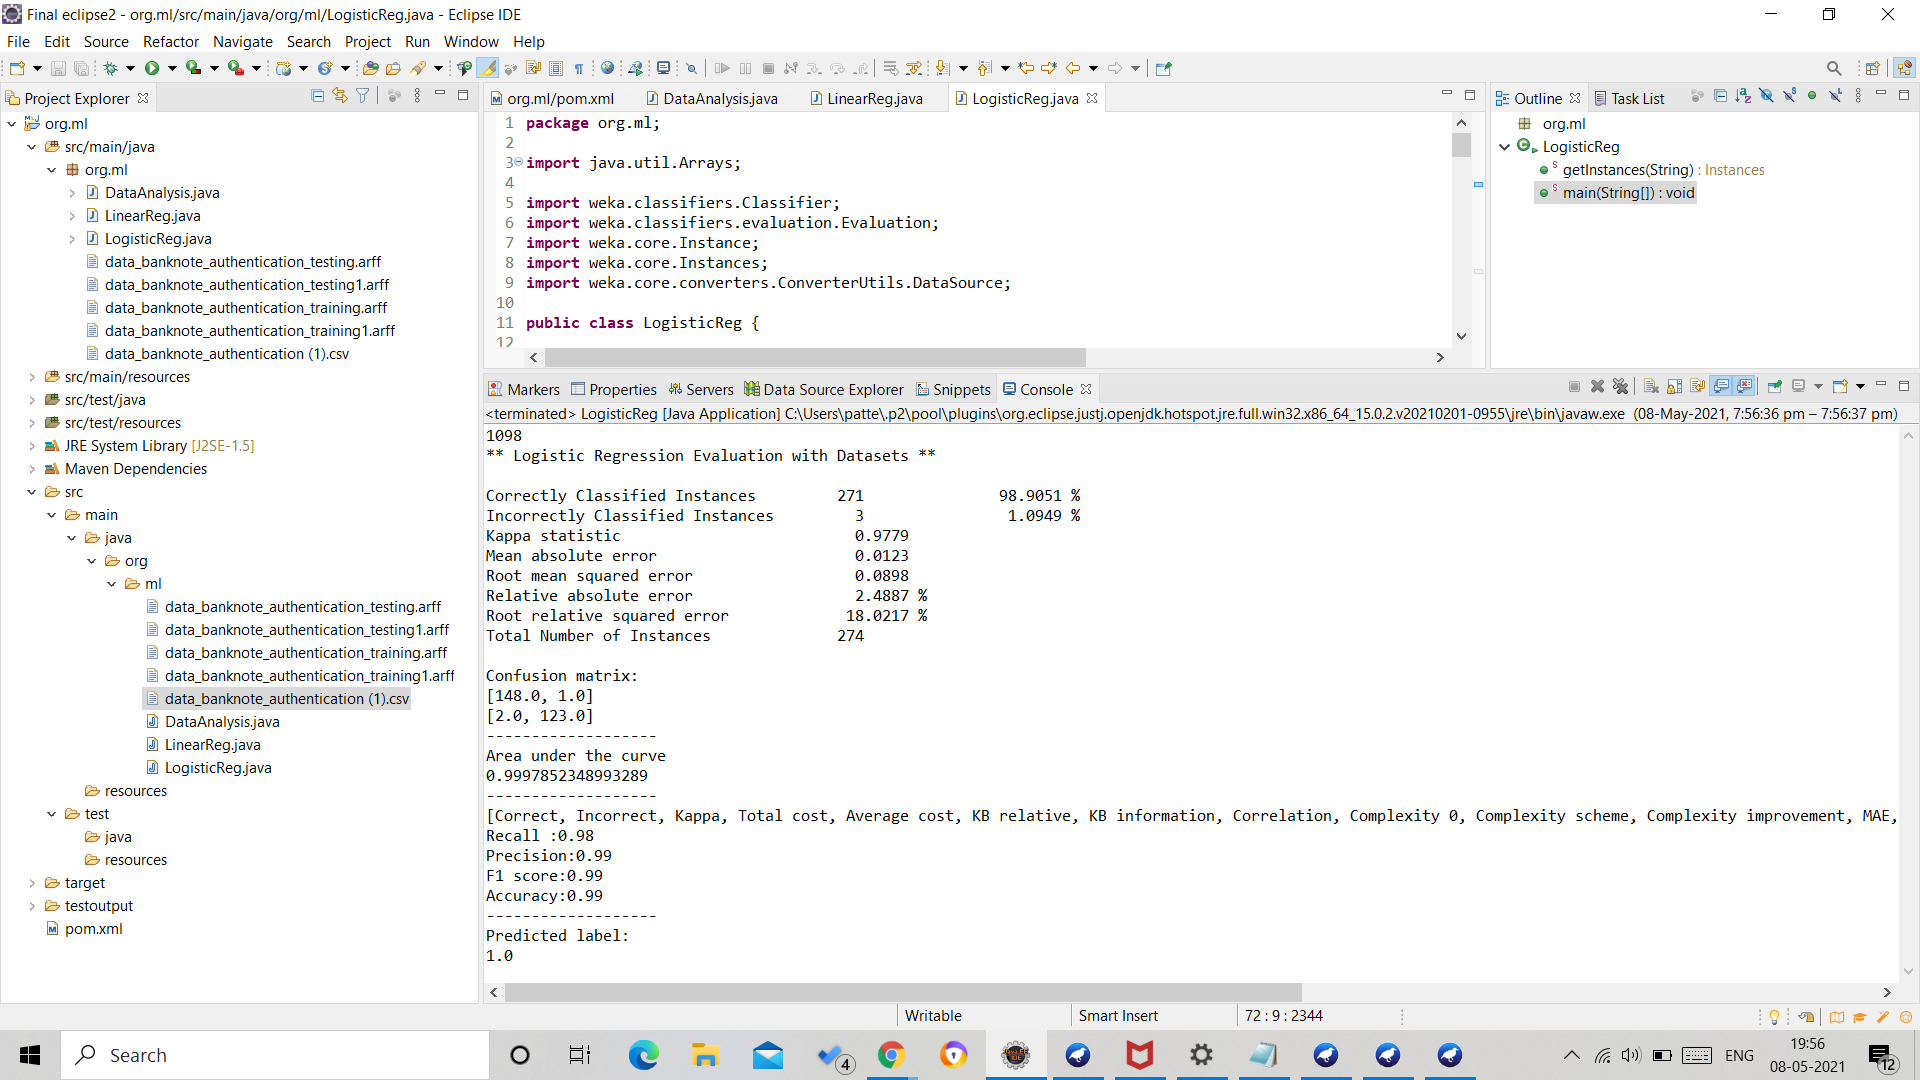 Final eclipse2 - org.ml/src/main/java/org/ml/LogisticReg.java - Eclipse IDE
File Edit Source Refactor Navigate Search Project Run Window Help
Project Explorer
org.ml
src/main/java
org.ml
DataAnalysis.java
LinearReg.java
LogisticReg.java
data_banknote_authentication_testing.arff
data_banknote_authentication_testing1.arff
data_banknote_authentication_training.arff
data_banknote_authentication_training1.arff
data_banknote_authentication (1).csv
src/main/resources
src/test/java
src/test/resources
JRE System Library [J2SE-1.5]
Maven Dependencies
src
main
java
org
ml
data_banknote_authentication_testing.arff
data_banknote_authentication_testing1.arff
data_banknote_authentication_training.arff
data_banknote_authentication_training1.arff
data_banknote_authentication (1).csv
DataAnalysis.java
LinearReg.java
LogisticReg.java
resources
test
java
resources
target
testoutput
pom.xml
org.ml/pom.xml DataAnalysis.java LinearReg.java LogisticReg.java
1 package org.ml;
2
3 import java.util.Arrays;
4
5 import weka.classifiers.Classifier;
6 import weka.classifiers.evaluation.Evaluation;
7 import weka.core.Instance;
8 import weka.core.Instances;
9 import weka.core.converters.ConverterUtils.DataSource;
10
11 public class LogisticReg {
12
Outline Task List
org.ml
LogisticReg
getInstances(String) : Instances
main(String[]) : void
Markers Properties Servers Data Source Explorer Snippets Console
<terminated> LogisticReg [Java Application] C:\Users\patte\.p2\pool\plugins\org.eclipse.justj.openjdk.hotspot.jre.full.win32.x86_64_15.0.2.v20210201-0955\jre\bin\javaw.exe (08-May-2021, 7:56:36 pm – 7:56:37 pm)
1098
** Logistic Regression Evaluation with Datasets **
Correctly Classified Instances 271 98.9051 %
Incorrectly Classified Instances 3 1.0949 %
Kappa statistic 0.9779
Mean absolute error 0.0123
Root mean squared error 0.0898
Relative absolute error 2.4887 %
Root relative squared error 18.0217 %
Total Number of Instances 274
Confusion matrix:
[148.0, 1.0]
[2.0, 123.0]
-------------------
Area under the curve
0.9997852348993289
-------------------
[Correct, Incorrect, Kappa, Total cost, Average cost, KB relative, KB information, Correlation, Complexity 0, Complexity scheme, Complexity improvement, MAE,
Recall :0.98
Precision:0.99
F1 score:0.99
Accuracy:0.99
-------------------
Predicted label:
1.0
Writable Smart Insert 72 : 9 : 2344
Search
4
ENG
19:56
08-05-2021
12